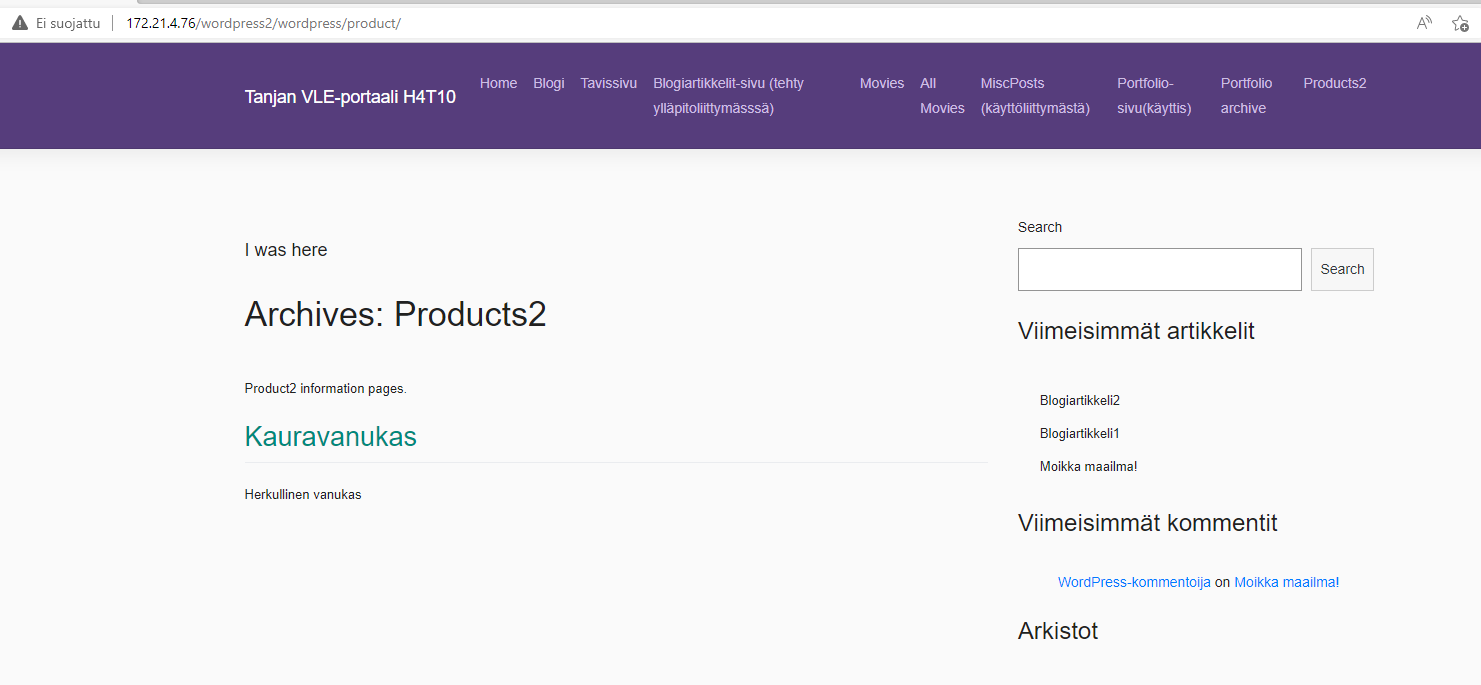 Ei suojattu
172.21.4.76/wordpress2/wordpress/product/
Tanjan VLE-portaali H4T10
Home
Blogi
Tavissivu
Blogiartikkelit-sivu (tehty
ylläpitoliittymässsä)
Movies
All
Movies
MiscPosts
(käyttöliittymästä)
Portfolio-
sivu(käyttis)
Portfolio
archive
Products2
I was here
Archives: Products2
Product2 information pages.
Kauravanukas
Herkullinen vanukas
Search
Search
Viimeisimmät artikkelit
Blogiartikkeli2
Blogiartikkeli1
Moikka maailma!
Viimeisimmät kommentit
WordPress-kommentoija on Moikka maailma!
Arkistot